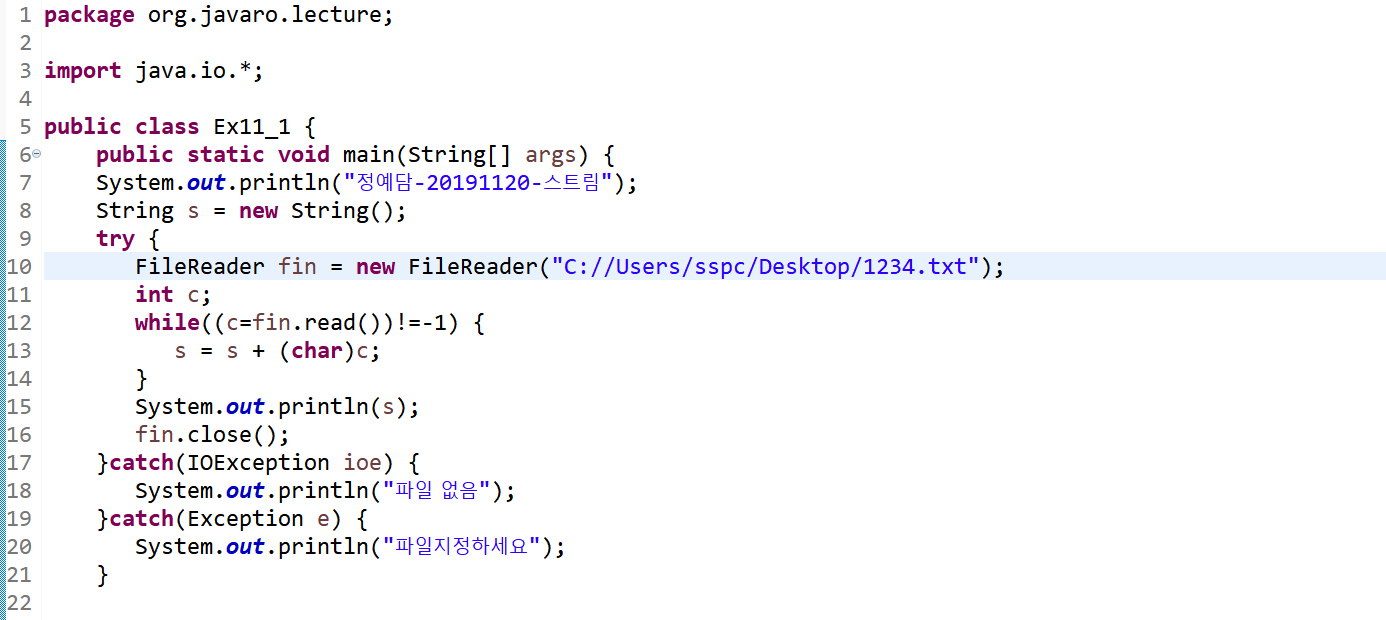 1 package org.javaro.lecture;
2
3 import java.io.*;
4
5 public class Ex11_1 {
6 public static void main(String[] args) {
7 System.out.println("정예담-20191120-스트림");
8 String s = new String();
9 try {
10 FileReader fin = new FileReader("C://Users/sspc/Desktop/1234.txt");
11 int c;
12 while((c=fin.read())!=-1) {
13 s = s + (char)c;
14 }
15 System.out.println(s);
16 fin.close();
17 }catch(IOException ioe) {
18 System.out.println("파일 없음");
19 }catch(Exception e) {
20 System.out.println("파일지정하세요");
21 }
22